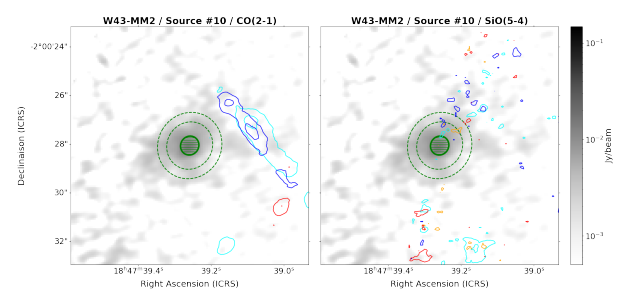 W43-MM2 / Source #10 / CO(2-1)
W43-MM2 / Source #10 / SiO(5-4)
-2°00'24"
26"
28"
30"
32"
Declinaison (ICRS)
18ʰ47ᵐ39.4ˢ
39.2ˢ
39.0ˢ
Right Ascension (ICRS)
18ʰ47ᵐ39.4ˢ
39.2ˢ
39.0ˢ
Right Ascension (ICRS)
10⁻¹
10⁻²
10⁻³
Jy/beam